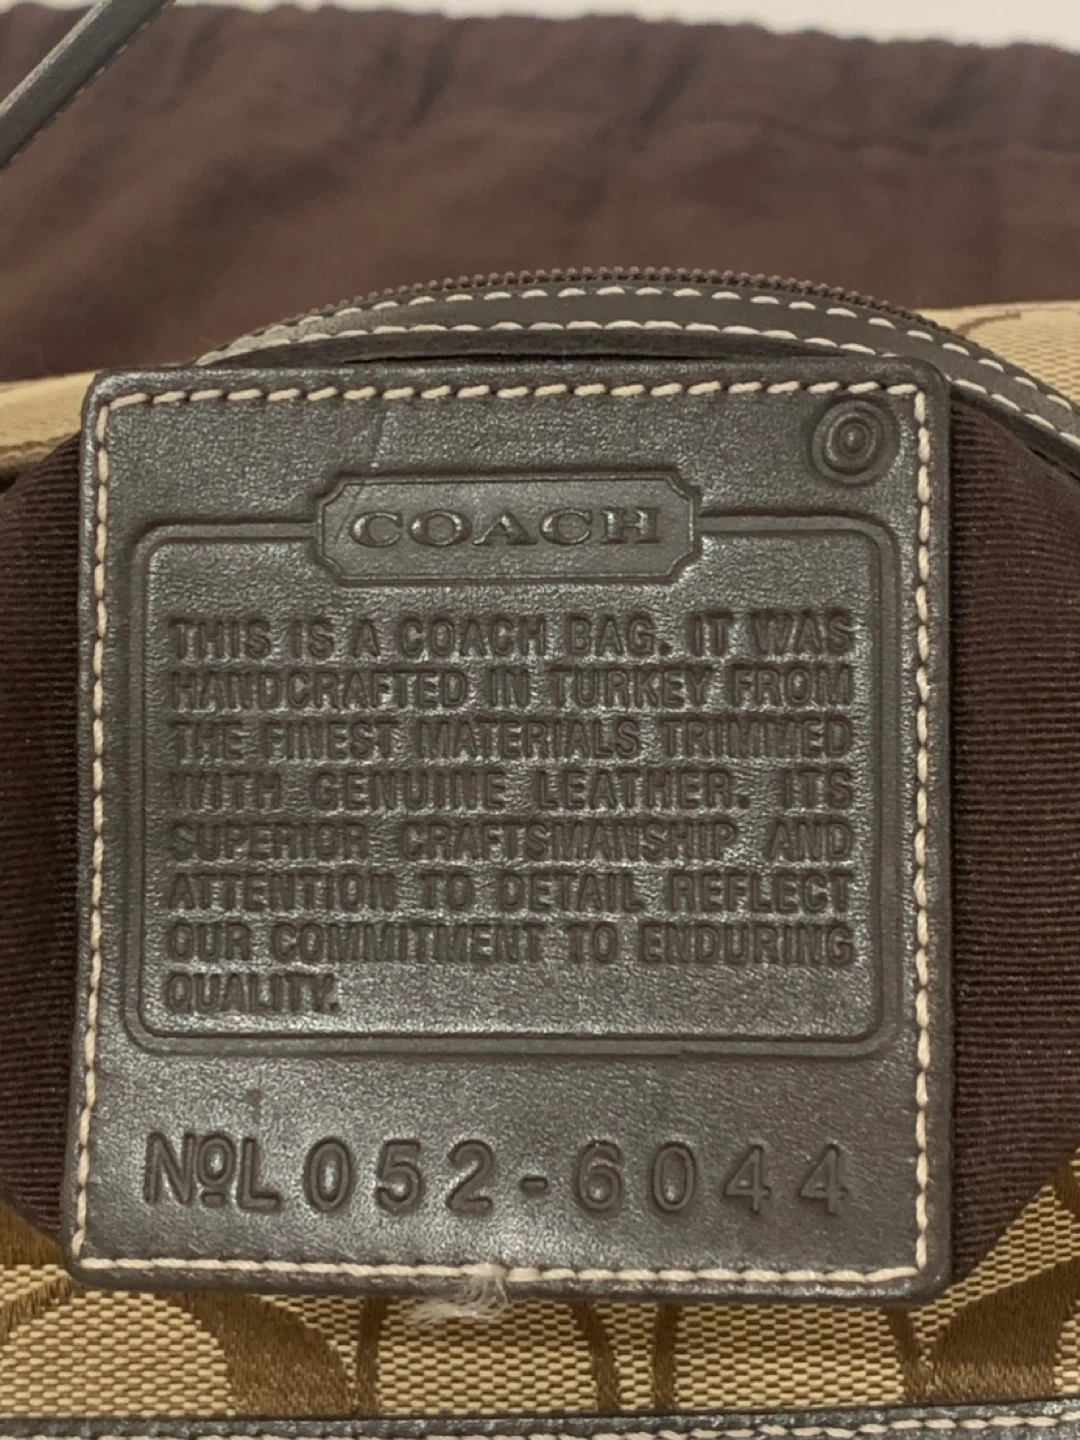 COACH
THIS IS A COACH BAG. IT WAS
HANDCRAFTED IN TURKEY FROM
THE FINEST MATERIALS TRIMMED
WITH GENUINE LEATHER. ITS
SUPERIOR CRAFTSMANSHIP AND
ATTENTION TO DETAIL REFLECT
OUR COMMITMENT TO ENDURING
QUALITY.
NºL052-6044